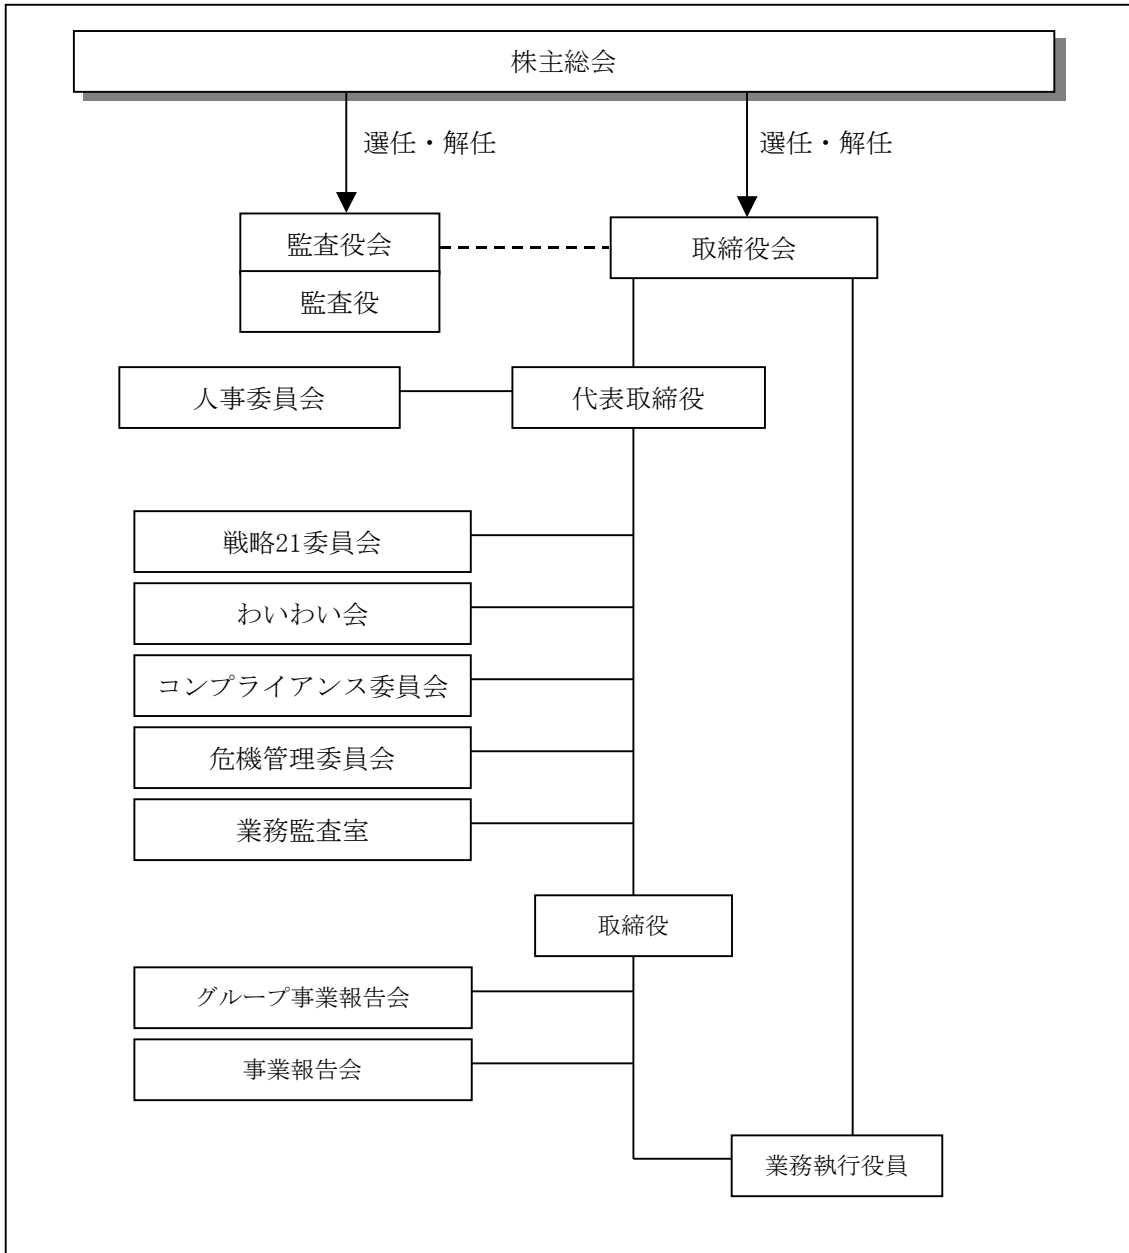 株主総会
選任・解任
選任・解任
監査役会
取締役会
監査役
人事委員会
代表取締役
戦略21委員会
わいわい会
コンプライアンス委員会
危機管理委員会
業務監査室
取締役
グループ事業報告会
事業報告会
業務執行役員